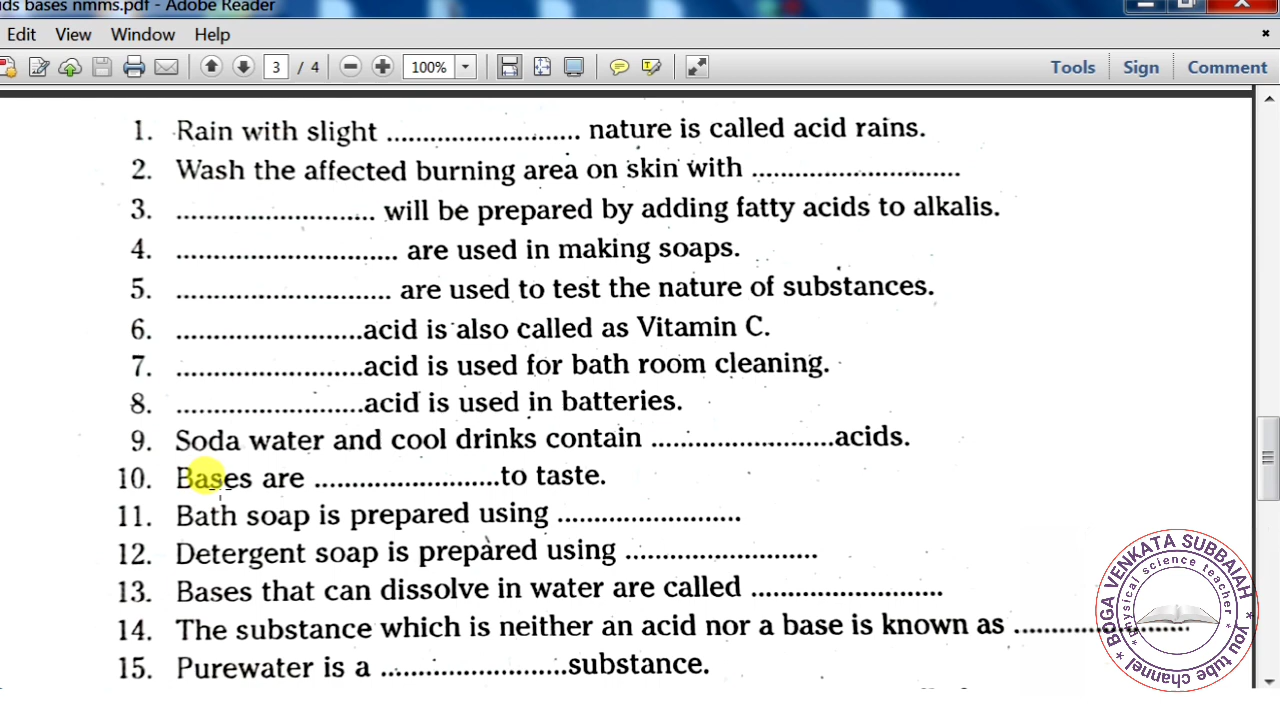 ids bases nmms.pdf - Adobe Reader
Edit View Window Help
3 / 4 100% Tools Sign Comment
1. Rain with slight ............................ nature is called acid rains.
2. Wash the affected burning area on skin with ............................
3. ............................ will be prepared by adding fatty acids to alkalis.
4. ............................ are used in making soaps.
5. ............................ are used to test the nature of substances.
6. ............................acid is also called as Vitamin C.
7. ............................acid is used for bath room cleaning.
8. ............................acid is used in batteries.
9. Soda water and cool drinks contain ............................acids.
10. Bases are ............................to taste.
11. Bath soap is prepared using ............................
12. Detergent soap is prepared using ............................
13. Bases that can dissolve in water are called ............................
14. The substance which is neither an acid nor a base is known as ............................
15. Purewater is a ............................substance.
BOGA VENKATA SUBBAIAH * you tube channel *
* physical science teacher *